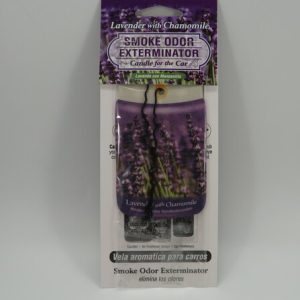 Lavender with Chamomile
SMOKE ODOR
EXTERMINATOR
Candle for the Car
Lavanda con Manzanilla
Lavender with Chamomile
Vela aromatica para carros
Smoke Odor Exterminator
elimina los olores